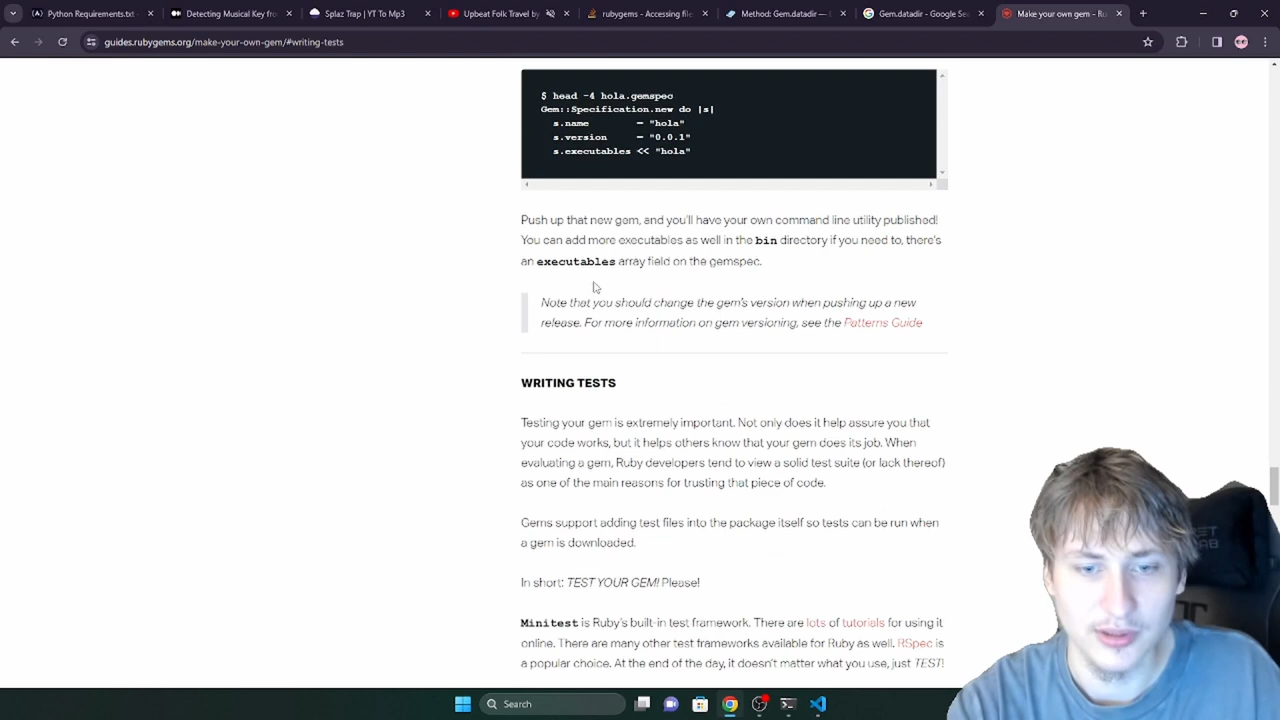 Python Requirements.txt -
Detecting Musical Key fro
Splaz Trap | YT To Mp3
Upbeat Folk Travel by
rubygems - Accessing file
Method: Gem.datadir —
Gem.datadir - Google Sea
Make your own gem - Ru
guides.rubygems.org/make-your-own-gem/#writing-tests
$ head -4 hola.gemspec
Gem::Specification.new do |s|
s.name = "hola"
s.version = "0.0.1"
s.executables << "hola"
Push up that new gem, and you'll have your own command line utility published!
You can add more executables as well in the bin directory if you need to, there's
an executables array field on the gemspec.
Note that you should change the gem's version when pushing up a new
release. For more information on gem versioning, see the Patterns Guide
WRITING TESTS
Testing your gem is extremely important. Not only does it help assure you that
your code works, but it helps others know that your gem does its job. When
evaluating a gem, Ruby developers tend to view a solid test suite (or lack thereof)
as one of the main reasons for trusting that piece of code.
Gems support adding test files into the package itself so tests can be run when
a gem is downloaded.
In short: TEST YOUR GEM! Please!
Minitest is Ruby's built-in test framework. There are lots of tutorials for using it
online. There are many other test frameworks available for Ruby as well. RSpec is
a popular choice. At the end of the day, it doesn't matter what you use, just TEST!
Search